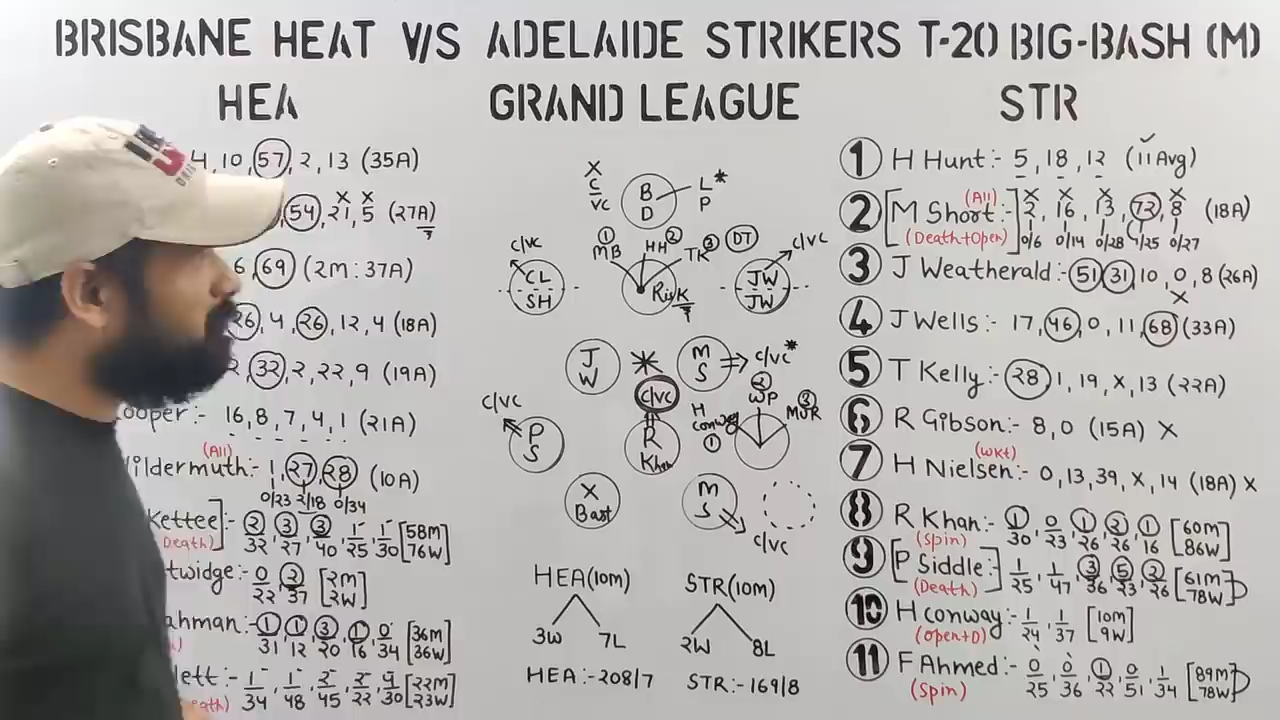 BRISBANE HEAT V/S ADELAIDE STRIKERS T-20 BIG-BASH (M)
HEA
4, 10, 57, 2, 13 (35A)
54, 21, 5 (27A)
x x
6, 69 (2m: 37A)
26, 4, 26, 12, 4 (18A)
2, 32, 2, 22, 9 (19A)
ooper:- 16, 8, 7, 4, 1 (21A)
(All)
ildermuth:- 1, 27, 28 (10A)
0/23 2/18 0/34
Kettee]:- 2/32, 3/27, 3/40, 1/25, 1/30 [58m 76W]
Death)
twidge:- 0/22, 2/37 [2m 2W]
ahman:- 1/31, 1/12, 3/20, 1/16, 0/34 [36m 36W]
lett:- 1/34, 1/48, 2/45, 2/22, 4/30 [22m 23W]
eath)
GRAND LEAGUE
X
C
VC
B D
L*
P
① MB
HH ②
TR ③
DT
C/VC
CL
SH
Risk
C/VC
JW
JW
J W
*
M S ⇒ C/VC*
C/VC
R Khan
C/VC
P S
H Conway ①
② WP
③ MUR
X Bart
M S
C/VC
HEA(10m)
3W 7L
HEA:-208/7
STR(10m)
2W 8L
STR:-169/8
STR
1 H Hunt:- 5, 18, 12 (11 Avg)
(All)
2 [M Short:-] 2, 16, 13, 72, 8 (18A)
x x x x
(Death+Open) 0/6 0/14 0/28 4/25 0/27
3 J Weatherald:- 51 31, 10, 0, 8 (26A)
x
4 J Wells:- 17, 46, 0, 11, 68 (33A)
5 T Kelly:- 28, 1, 19, x, 13 (22A)
6 R Gibson:- 8, 0 (15A) X
(Wkt)
7 H Nielsen:- 0, 13, 39, x, 14 (18A) x
8 R Khan:- 1/30, 0/23, 1/26, 2/26, 1/16 [60m 86W]
(Spin)
9 [P Siddle]:- 1/25, 1/47, 3/36, 5/23, 2/26 [61m 78W]
(Death)
10 H Conway:- 1/24, 1/37 [10m 9W]
(Open+D)
11 F Ahmed:- 0/25, 0/36, 1/22, 0/51, 1/34 [89m 78W]
(Spin)